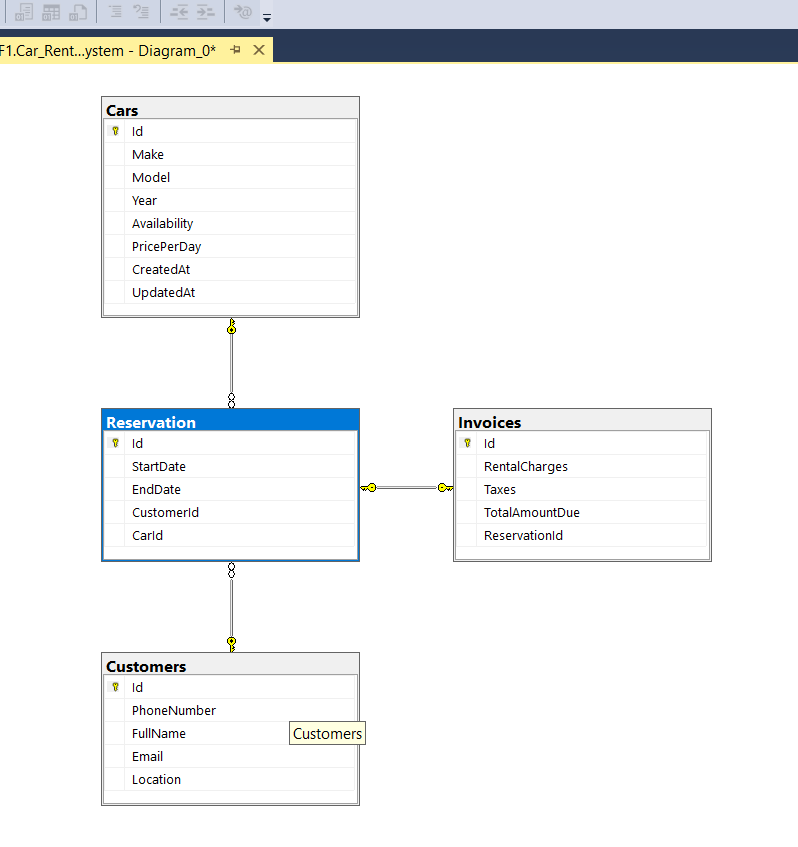 F1.Car_Rent...ystem - Diagram_0*
Cars
Id
Make
Model
Year
Availability
PricePerDay
CreatedAt
UpdatedAt
Reservation
Id
StartDate
EndDate
CustomerId
CarId
Invoices
Id
RentalCharges
Taxes
TotalAmountDue
ReservationId
Customers
Id
PhoneNumber
FullName
Customers
Email
Location